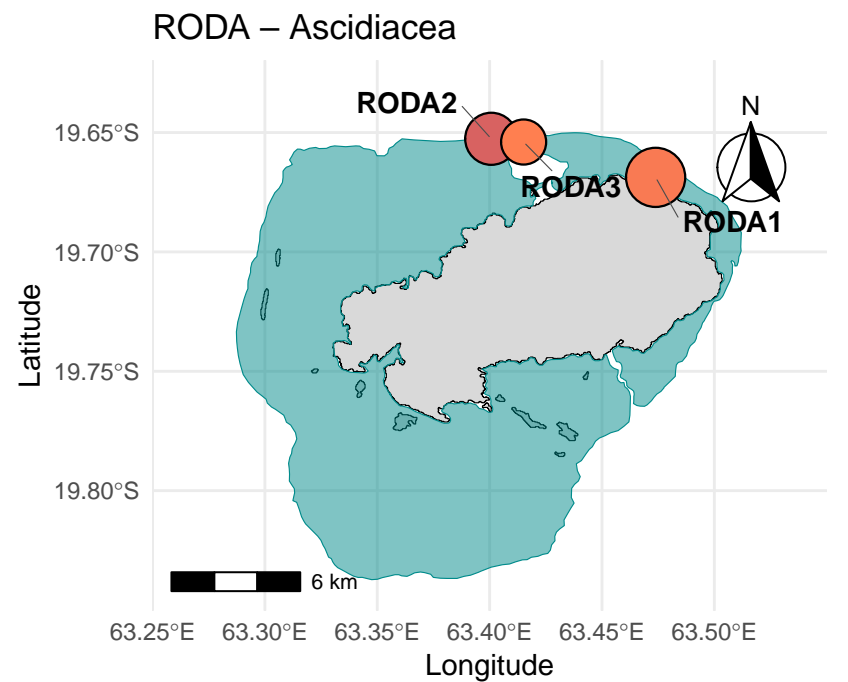 RODA – Ascidiacea
N
RODA2
19.65°S
RODA3
RODA1
19.70°S
Latitude
19.75°S
19.80°S
6 km
63.25°E 63.30°E 63.35°E 63.40°E 63.45°E 63.50°E
Longitude